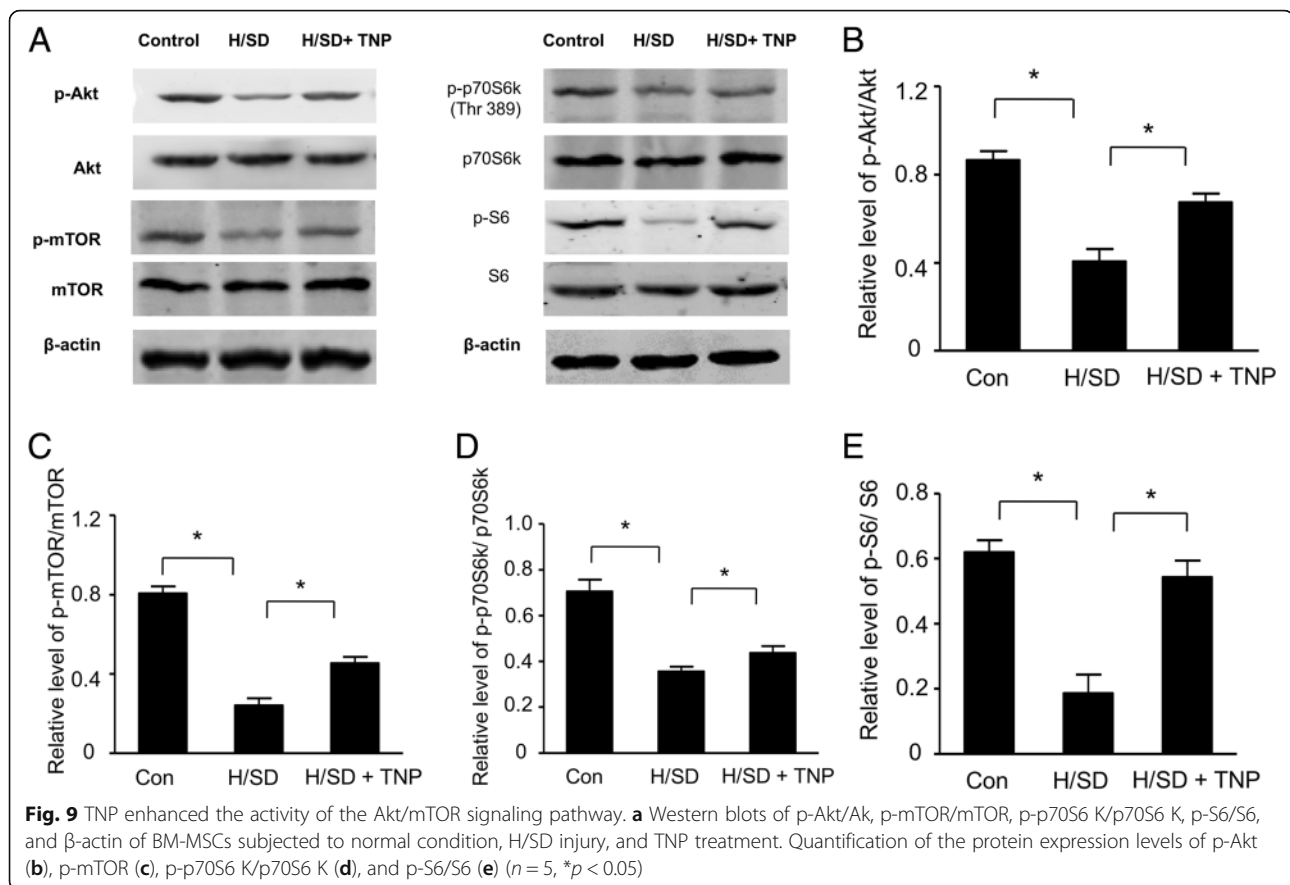 A
Control H/SD H/SD+ TNP
p-Akt
Akt
p-mTOR
mTOR
β-actin
Control H/SD H/SD+ TNP
p-p70S6k
(Thr 389)
p70S6k
p-S6
S6
β-actin
B
Relative level of p-Akt/Akt
1.2
0.8
0.4
0
*
*
Con H/SD H/SD + TNP
C
Relative level of p-mTOR/mTOR
1.2
0.8
0.4
0
*
*
Con H/SD H/SD + TNP
D
Relative level of p-p70S6k/ p70S6k
1.0
0.8
0.6
0.4
0.2
0
*
*
Con H/SD H/SD + TNP
E
Relative level of p-S6/ S6
0.8
0.6
0.4
0.2
0
*
*
Con H/SD H/SD + TNP
Fig. 9 TNP enhanced the activity of the Akt/mTOR signaling pathway. a Western blots of p-Akt/Ak, p-mTOR/mTOR, p-p70S6 K/p70S6 K, p-S6/S6,
and β-actin of BM-MSCs subjected to normal condition, H/SD injury, and TNP treatment. Quantification of the protein expression levels of p-Akt
(b), p-mTOR (c), p-p70S6 K/p70S6 K (d), and p-S6/S6 (e) (n = 5, *p < 0.05)